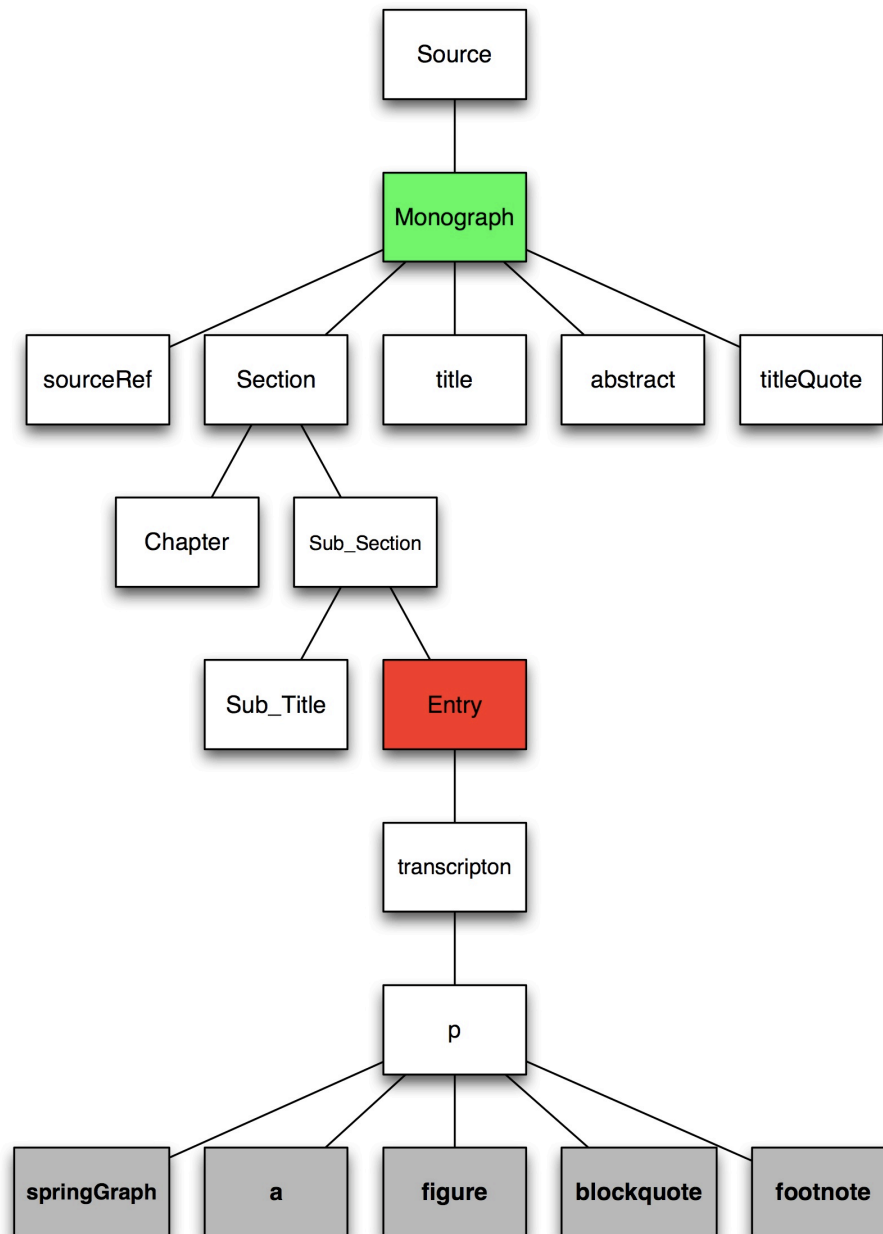 Source
Monograph
sourceRef
Section
title
abstract
titleQuote
Chapter
Sub_Section
Sub_Title
Entry
transcripton
p
springGraph
a
figure
blockquote
footnote